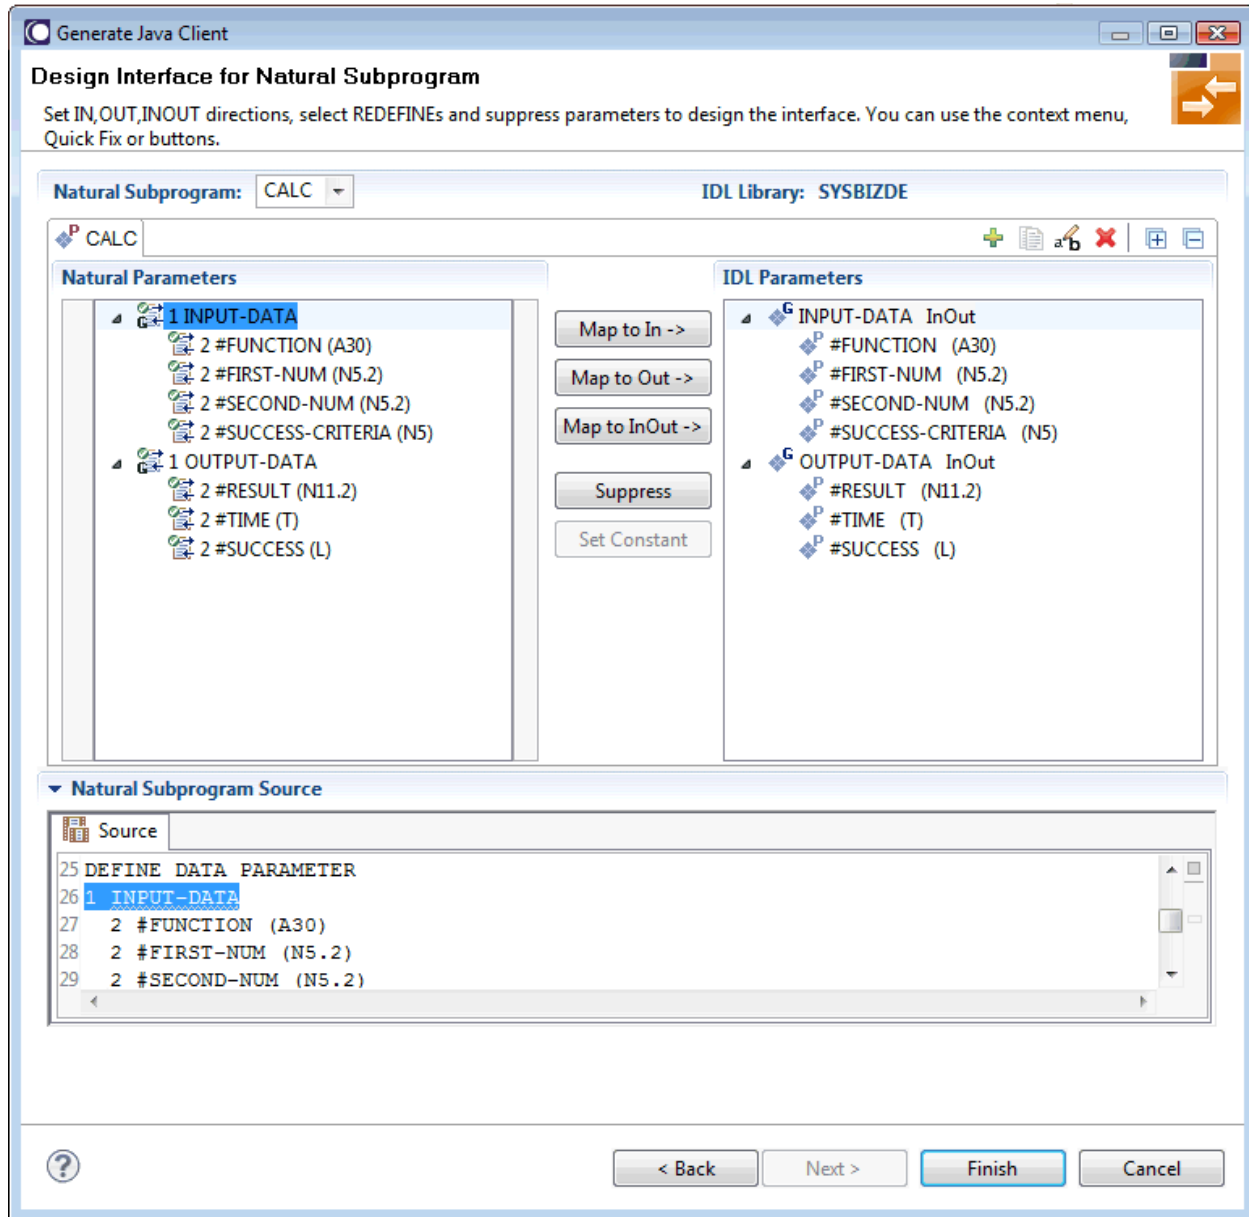 Generate Java Client
Design Interface for Natural Subprogram
Set IN,OUT,INOUT directions, select REDEFINEs and suppress parameters to design the interface. You can use the context menu,
Quick Fix or buttons.
Natural Subprogram: CALC
IDL Library: SYSBIZDE
CALC
Natural Parameters
1 INPUT-DATA
2 #FUNCTION (A30)
2 #FIRST-NUM (N5.2)
2 #SECOND-NUM (N5.2)
2 #SUCCESS-CRITERIA (N5)
1 OUTPUT-DATA
2 #RESULT (N11.2)
2 #TIME (T)
2 #SUCCESS (L)
Map to In ->
Map to Out ->
Map to InOut ->
Suppress
Set Constant
IDL Parameters
INPUT-DATA InOut
#FUNCTION (A30)
#FIRST-NUM (N5.2)
#SECOND-NUM (N5.2)
#SUCCESS-CRITERIA (N5)
OUTPUT-DATA InOut
#RESULT (N11.2)
#TIME (T)
#SUCCESS (L)
Natural Subprogram Source
Source
25 DEFINE DATA PARAMETER
26 1 INPUT-DATA
27 2 #FUNCTION (A30)
28 2 #FIRST-NUM (N5.2)
29 2 #SECOND-NUM (N5.2)
< Back
Next >
Finish
Cancel